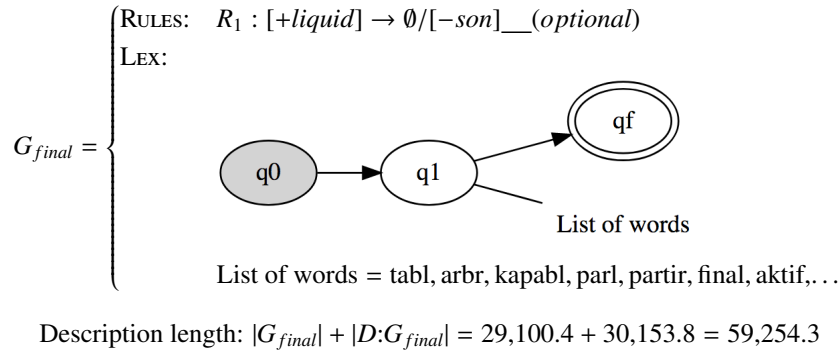 RULES: R₁ : [+liquid] → ∅/[−son]__(optional)
LEX:
G_final =
qf
q0 q1
List of words
List of words = tabl, arbr, kapabl, parl, partir, final, aktif,...
Description length: |G_final| + |D:G_final| = 29,100.4 + 30,153.8 = 59,254.3